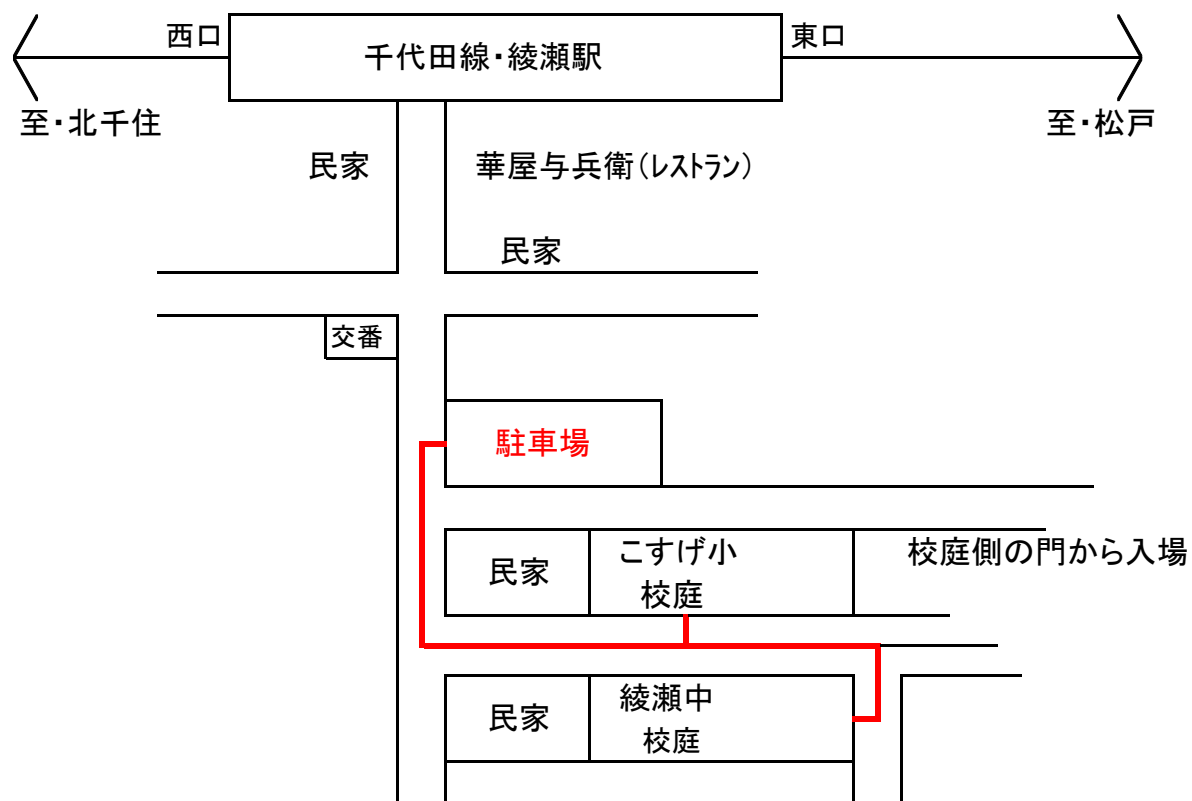 西口
千代田線・綾瀬駅
東口
至・北千住
至・松戸
民家
華屋与兵衛(レストラン)
民家
交番
駐車場
民家
こすげ小
校庭
校庭側の門から入場
民家
綾瀬中
校庭